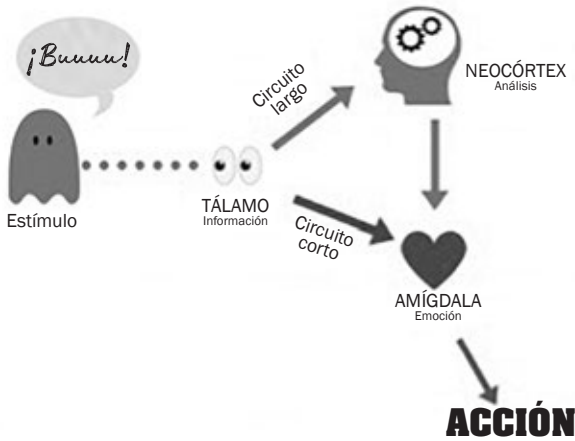 ¡Buuuu!
Estímulo
TÁLAMO
Información
Circuito
largo
NEOCÓRTEX
Análisis
Circuito
corto
AMÍGDALA
Emoción
ACCIÓN